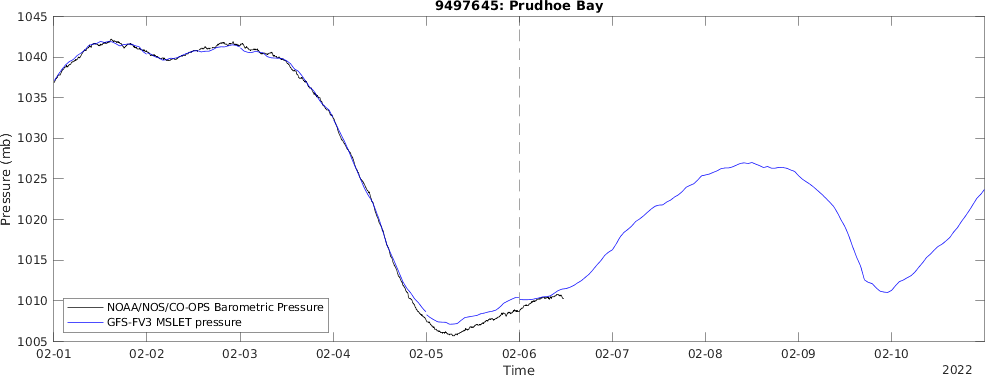 9497645: Prudhoe Bay
1045
1040
1035
1030
1025
1020
1015
1010
1005
Pressure (mb)
NOAA/NOS/CO-OPS Barometric Pressure
GFS-FV3 MSLET pressure
02-01 02-02 02-03 02-04 02-05 02-06 02-07 02-08 02-09 02-10
Time
2022